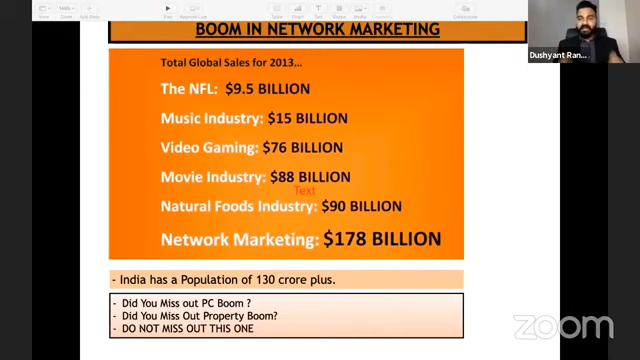 BOOM IN NETWORK MARKETING
Total Global Sales for 2013...
The NFL: $9.5 BILLION
Music Industry: $15 BILLION
Video Gaming: $76 BILLION
Movie Industry: $88 BILLION
Text
Natural Foods Industry: $90 BILLION
Network Marketing: $178 BILLION
- India has a Population of 130 crore plus.
- Did You Miss out PC Boom ?
- Did You Miss Out Property Boom?
- DO NOT MISS OUT THIS ONE
Dushyant Ran...
zoom